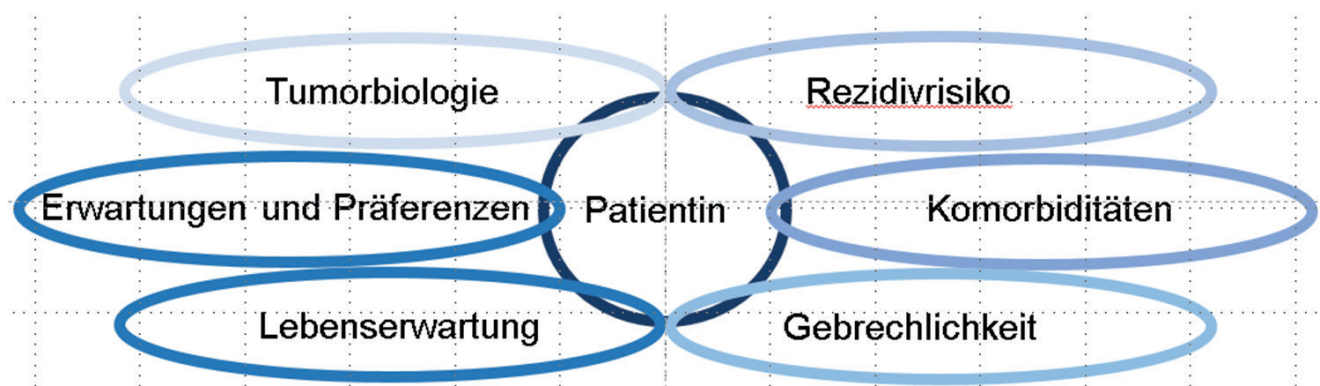 Tumorbiologie
Rezidivrisiko
Erwartungen und Präferenzen
Patientin
Komorbiditäten
Lebenserwartung
Gebrechlichkeit